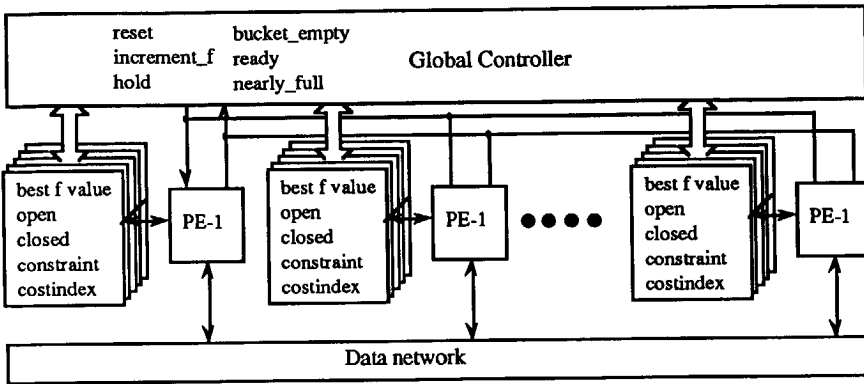 reset bucket_empty
increment_f ready Global Controller
hold nearly_full
best f value
open
closed
constraint
costindex
PE-1
best f value
open
closed
constraint
costindex
PE-1
best f value
open
closed
constraint
costindex
PE-1
Data network